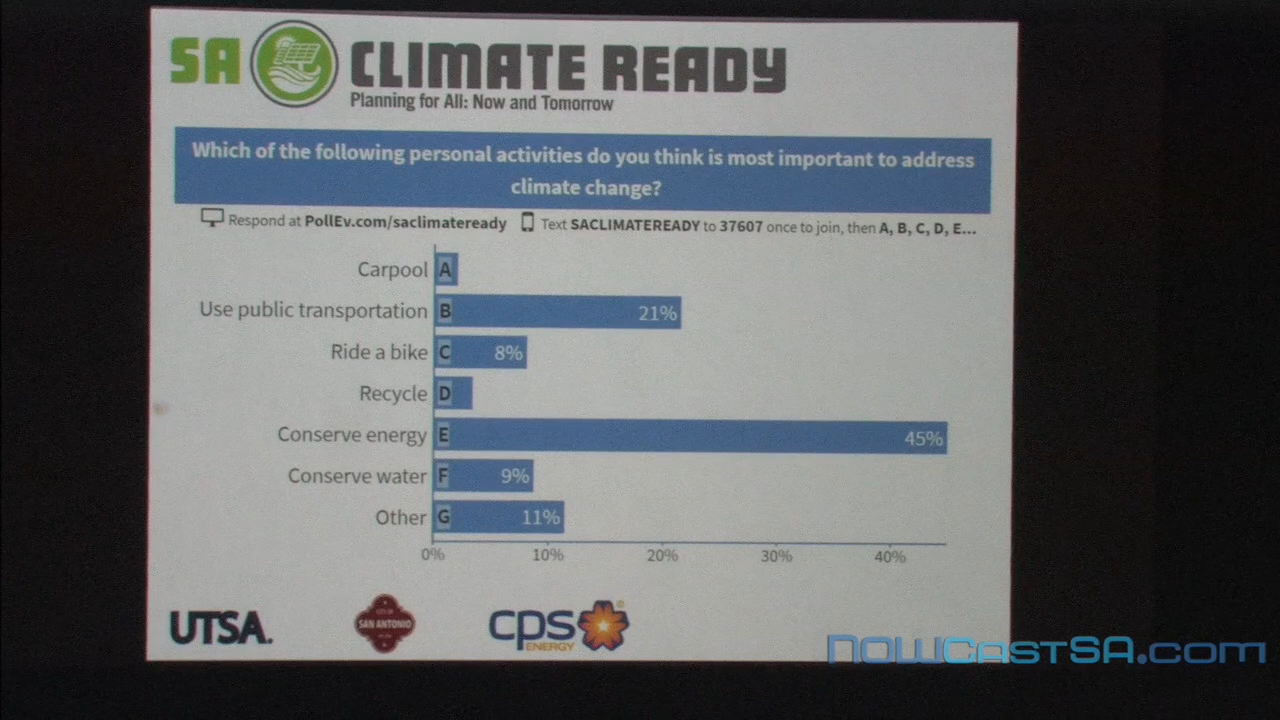 SA CLIMATE READY
Planning for All: Now and Tomorrow
Which of the following personal activities do you think is most important to address
climate change?
Respond at PollEv.com/saclimateready Text SACLIMATEREADY to 37607 once to join, then A, B, C, D, E...
Carpool A
Use public transportation B 21%
Ride a bike C 8%
Recycle D
Conserve energy E 45%
Conserve water F 9%
Other G 11%
0% 10% 20% 30% 40%
UTSA.
CITY OF
SAN ANTONIO
cps
ENERGY
NOWCastSA.com